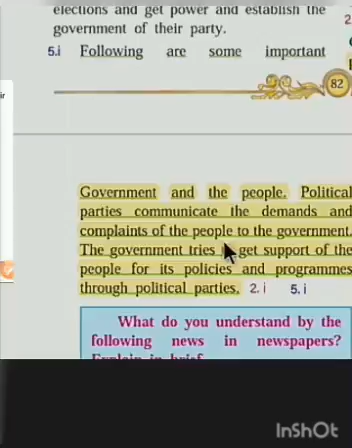 elections and get power and establish the
government of their party.
5.i Following are some important
82
Government and the people. Political
parties communicate the demands and
complaints of the people to the government.
The government tries get support of the
people for its policies and programmes
through political parties. 2. i 5. i
What do you understand by the
following news in newspapers?
Explain in brief
InShOt